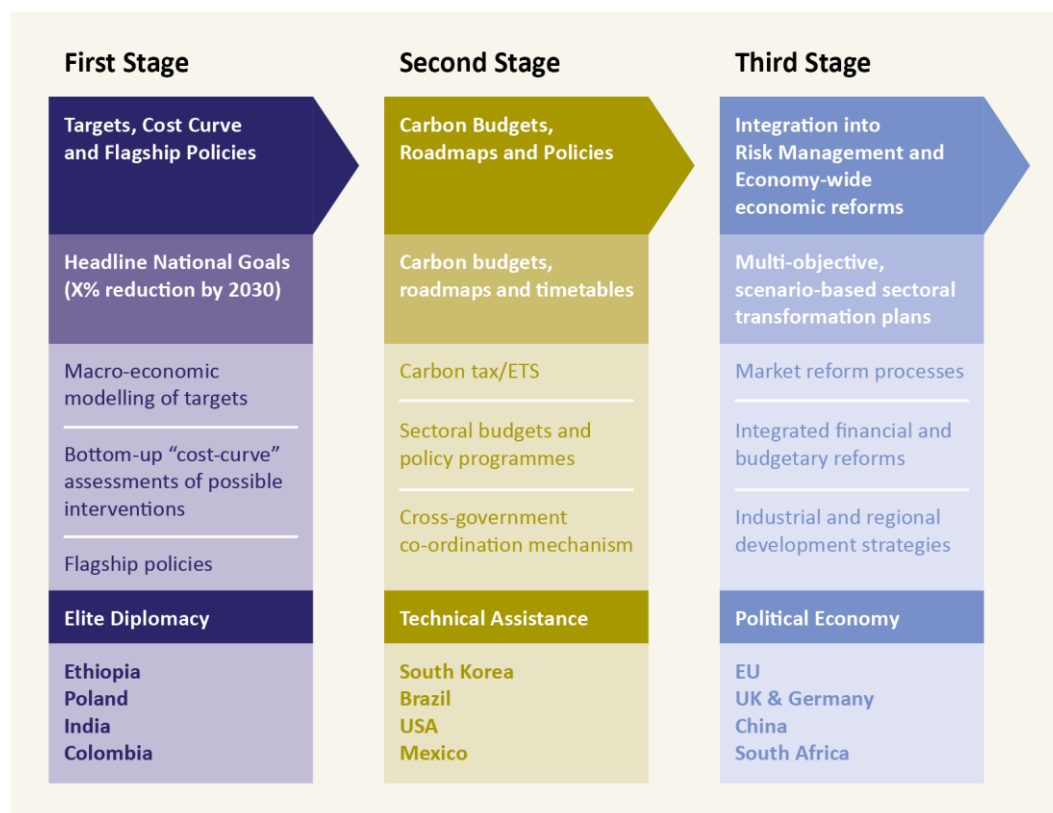 First Stage
Targets, Cost Curve
and Flagship Policies
Headline National Goals
(X% reduction by 2030)
Macro-economic
modelling of targets
Bottom-up “cost-curve”
assessments of possible
interventions
Flagship policies
Elite Diplomacy
Ethiopia
Poland
India
Colombia
Second Stage
Carbon Budgets,
Roadmaps and Policies
Carbon budgets,
roadmaps and timetables
Carbon tax/ETS
Sectoral budgets and
policy programmes
Cross-government
co-ordination mechanism
Technical Assistance
South Korea
Brazil
USA
Mexico
Third Stage
Integration into
Risk Management and
Economy-wide
economic reforms
Multi-objective,
scenario-based sectoral
transformation plans
Market reform processes
Integrated financial and
budgetary reforms
Industrial and regional
development strategies
Political Economy
EU
UK & Germany
China
South Africa